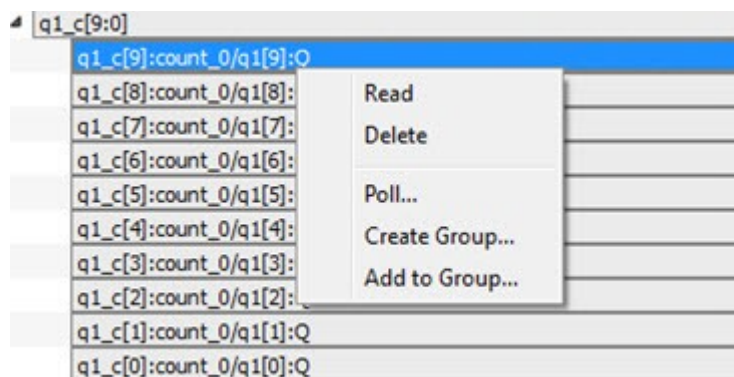 q1_c[9:0]
q1_c[9]:count_0/q1[9]:Q
q1_c[8]:count_0/q1[8]:
q1_c[7]:count_0/q1[7]:
q1_c[6]:count_0/q1[6]:
q1_c[5]:count_0/q1[5]:
q1_c[4]:count_0/q1[4]:
q1_c[3]:count_0/q1[3]:
q1_c[2]:count_0/q1[2]:
q1_c[1]:count_0/q1[1]:Q
q1_c[0]:count_0/q1[0]:Q
Read
Delete
Poll...
Create Group...
Add to Group...